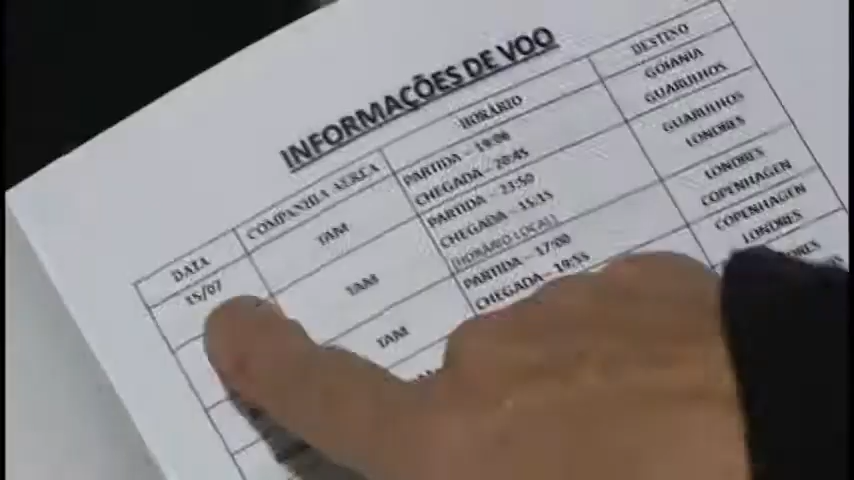 INFORMAÇÕES DE VOO
DATA COMPANHIA AEREA HORÁRIO DESTINO
15/07 TAM PARTIDA – 19:06 GOIANIA
CHEGADA – 20:45 GUARULHOS
TAM PARTIDA – 23:50 GUARULHOS
CHEGADA – 15:15 LONDRES
(HORÁRIO LOCAL)
TAM PARTIDA – 17:00 LONDRES
CHEGADA – 19:55 COPENHAGEN
COPENHAGEN
LONDRES